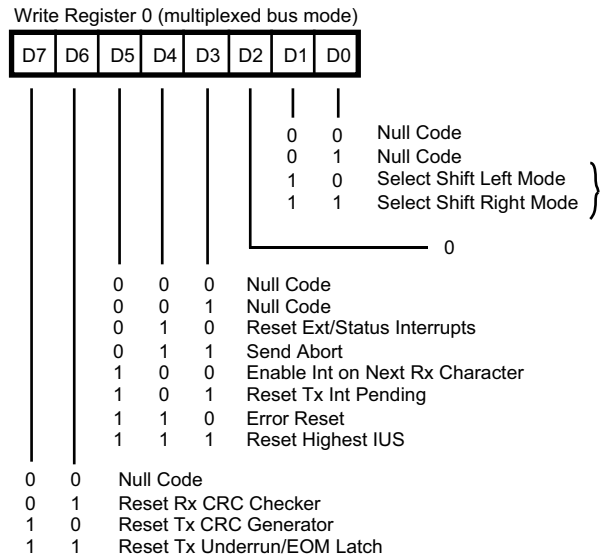 Write Register 0 (multiplexed bus mode)
D7 D6 D5 D4 D3 D2 D1 D0
0 0 Null Code
0 1 Null Code
1 0 Select Shift Left Mode
1 1 Select Shift Right Mode
0
0 0 0 Null Code
0 0 1 Null Code
0 1 0 Reset Ext/Status Interrupts
0 1 1 Send Abort
1 0 0 Enable Int on Next Rx Character
1 0 1 Reset Tx Int Pending
1 1 0 Error Reset
1 1 1 Reset Highest IUS
0 0 Null Code
0 1 Reset Rx CRC Checker
1 0 Reset Tx CRC Generator
1 1 Reset Tx Underrun/EOM Latch